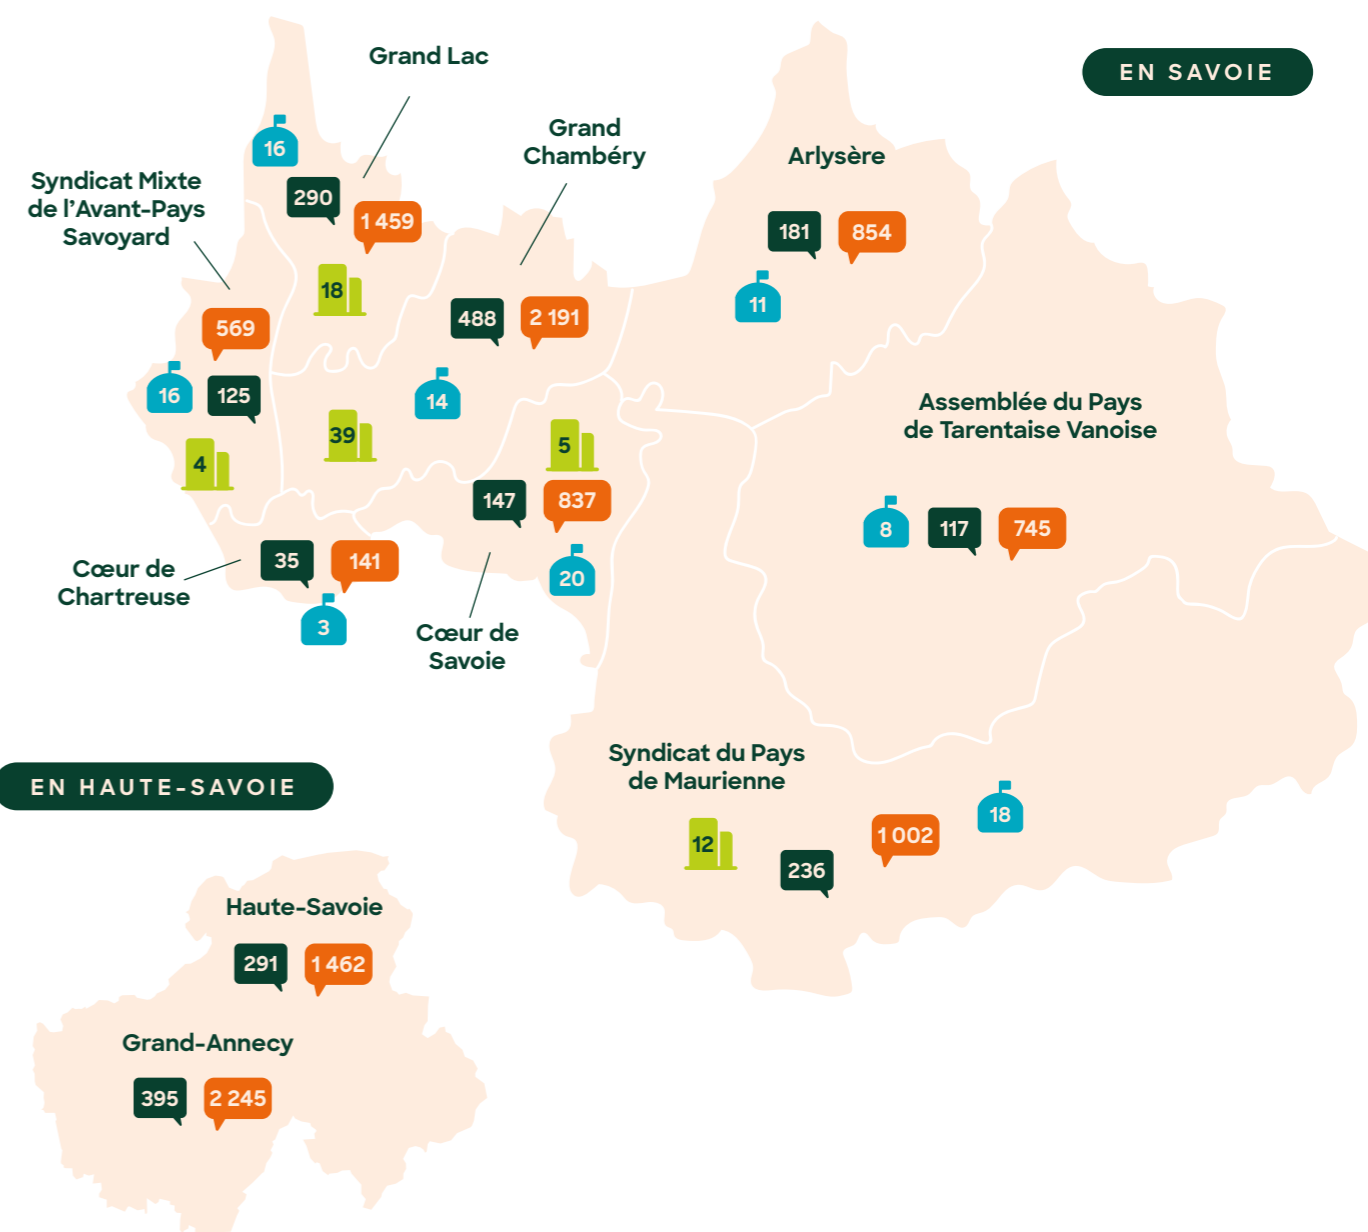 EN SAVOIE
Grand Lac
16
290
1 459
18
Grand
Chambéry
488
2 191
14
39
Arlysère
181
854
11
Syndicat Mixte
de l’Avant-Pays
Savoyard
569
16
125
4
Assemblée du Pays
de Tarentaise Vanoise
8
117
745
5
147
837
20
Cœur de
Savoie
Cœur de
Chartreuse
35
141
3
Syndicat du Pays
de Maurienne
12
236
1 002
18
EN HAUTE-SAVOIE
Haute-Savoie
291
1 462
Grand-Annecy
395
2 245